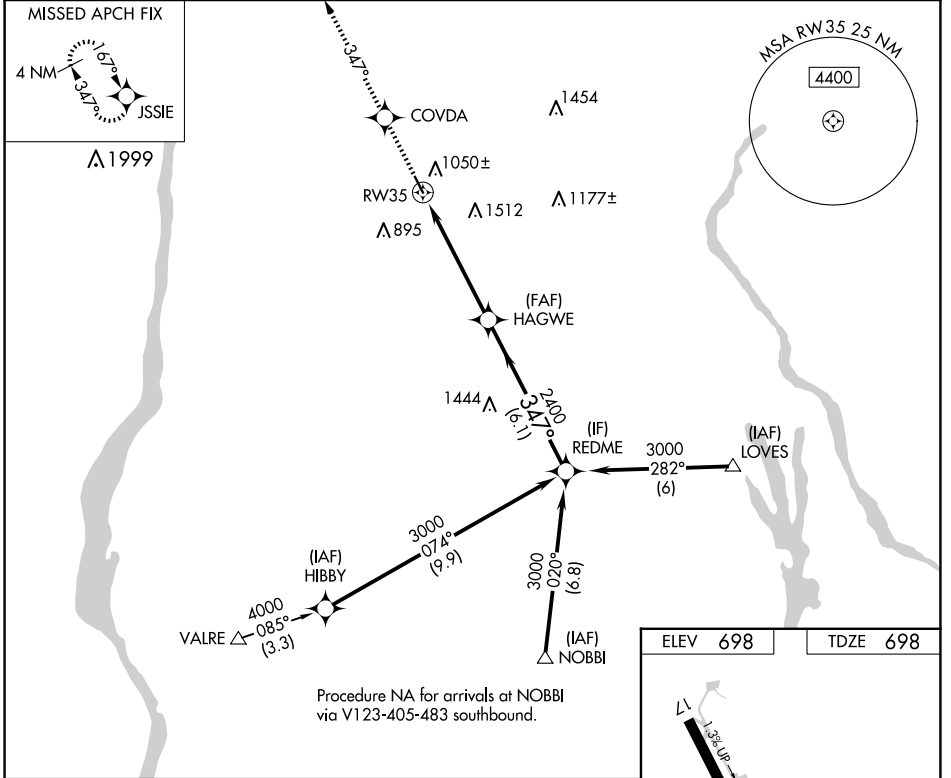 MISSED APCH FIX
4 NM
167°
347°
JSSIE
1999
347°
COVDA
1454
1050±
RW35
1512
1177±
895
MSA RW35 25 NM
4400
(FAF)
HAGWE
1444
2400
347°
(6.1)
(IF)
REDME
3000
282°
(6)
(IAF)
LOVES
3000
074°
(9.9)
(IAF)
HIBBY
4000
085°
(3.3)
VALRE
3000
020°
(6.8)
(IAF)
NOBBI
Procedure NA for arrivals at NOBBI
via V123-405-483 southbound.
ELEV 698
TDZE 698
17
1.3% UP